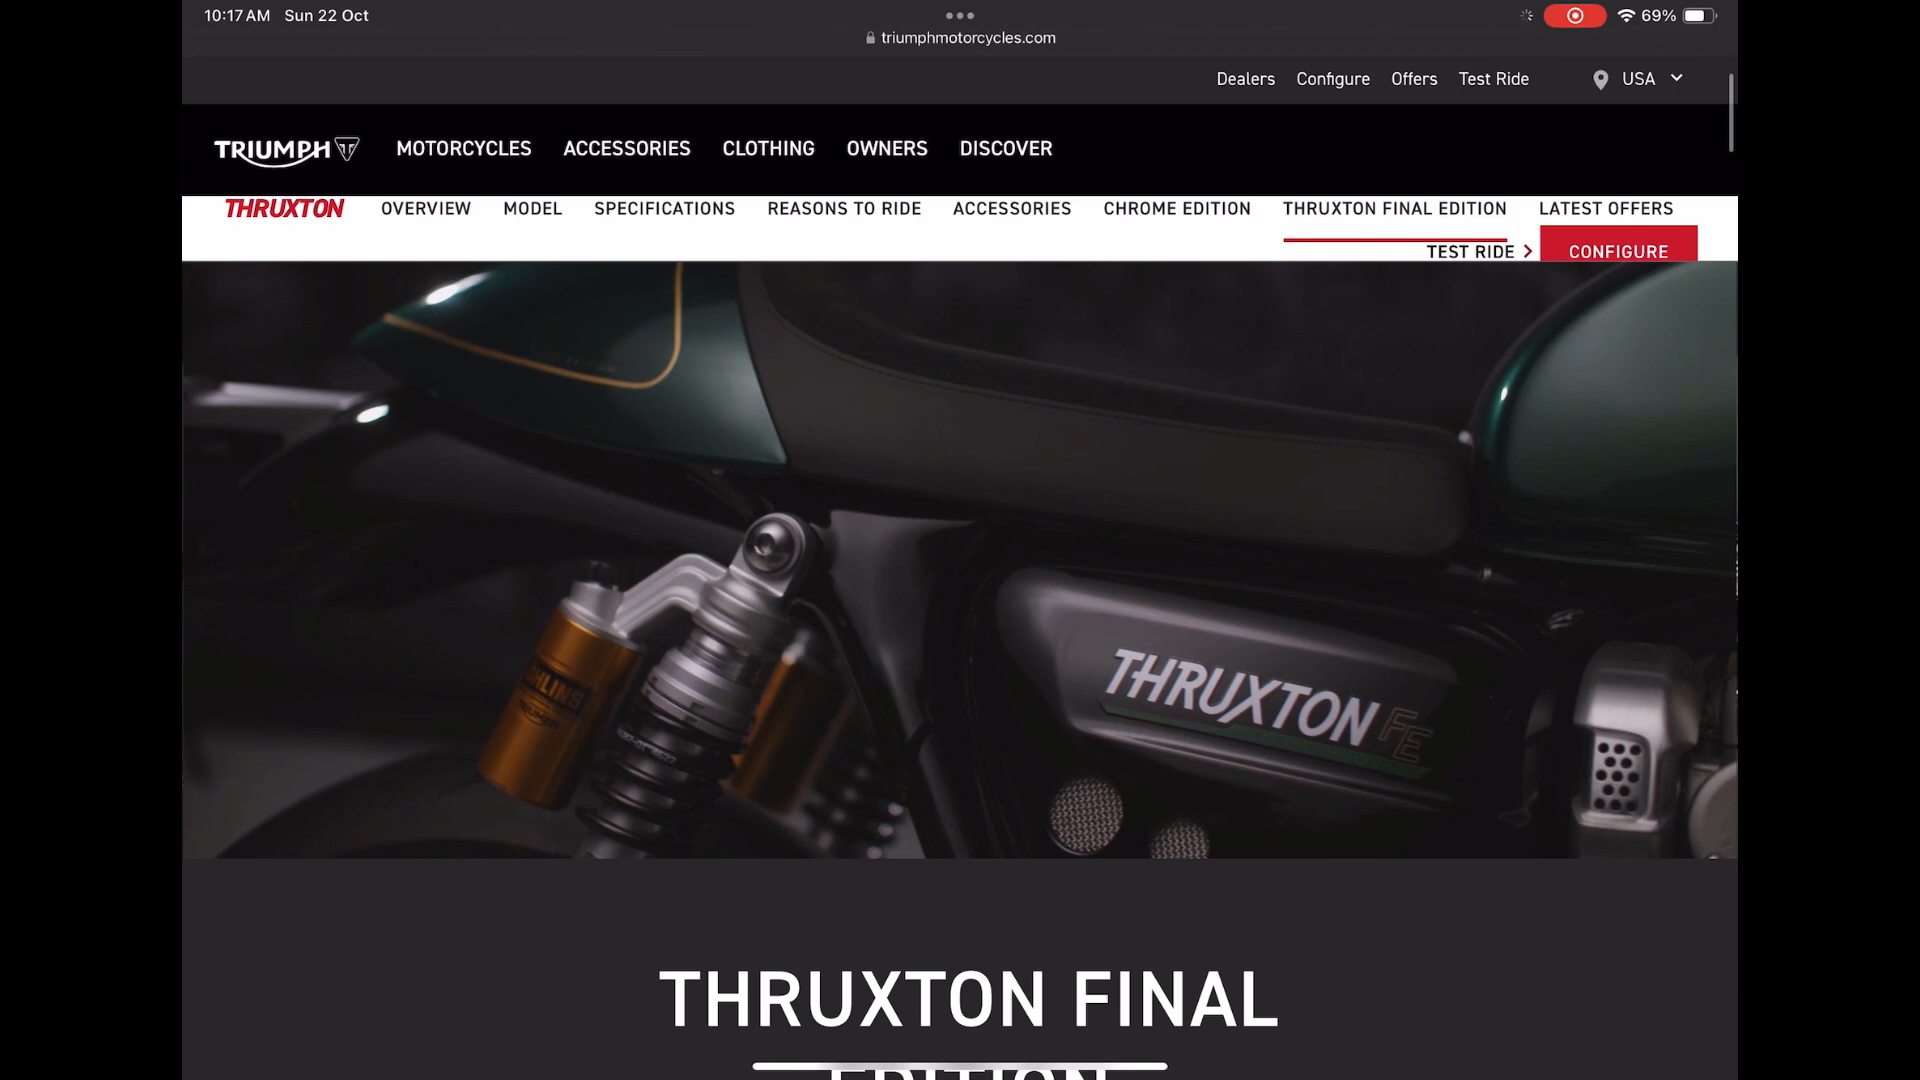 10:17 AM Sun 22 Oct
69%
triumphmotorcycles.com
Dealers Configure Offers Test Ride USA
TRIUMPH MOTORCYCLES ACCESSORIES CLOTHING OWNERS DISCOVER
THRUXTON OVERVIEW MODEL SPECIFICATIONS REASONS TO RIDE ACCESSORIES CHROME EDITION THRUXTON FINAL EDITION LATEST OFFERS
TEST RIDE CONFIGURE
THRUXTON FE
THRUXTON FINAL
EDITION